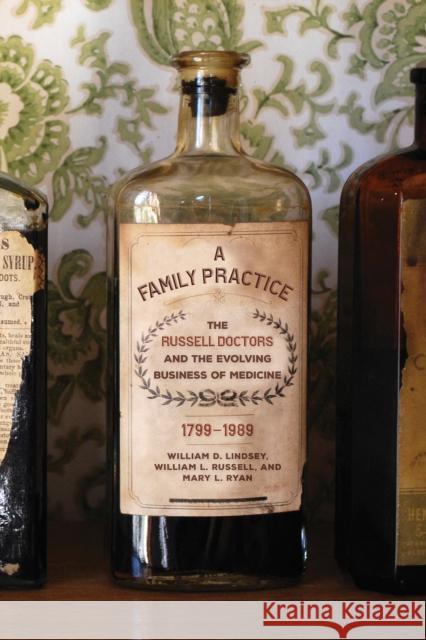 A
FAMILY PRACTICE
THE
RUSSELL DOCTORS
AND THE EVOLVING
BUSINESS OF MEDICINE
1799–1989
WILLIAM D. LINDSEY,
WILLIAM L. RUSSELL, AND
MARY L. RYAN
S
SYRUP
OOTS.